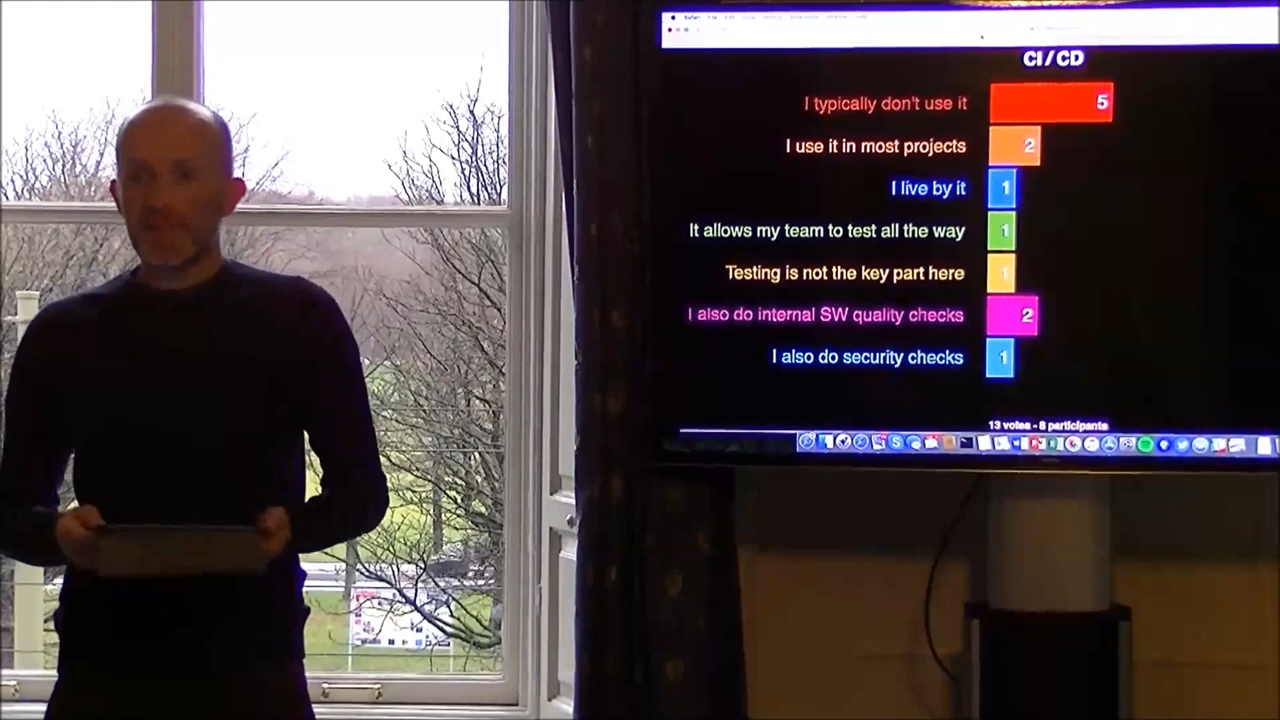 CI / CD
I typically don't use it 5
I use it in most projects 2
I live by it 1
It allows my team to test all the way 1
Testing is not the key part here 1
I also do internal SW quality checks 2
I also do security checks 1
13 votes - 8 participants